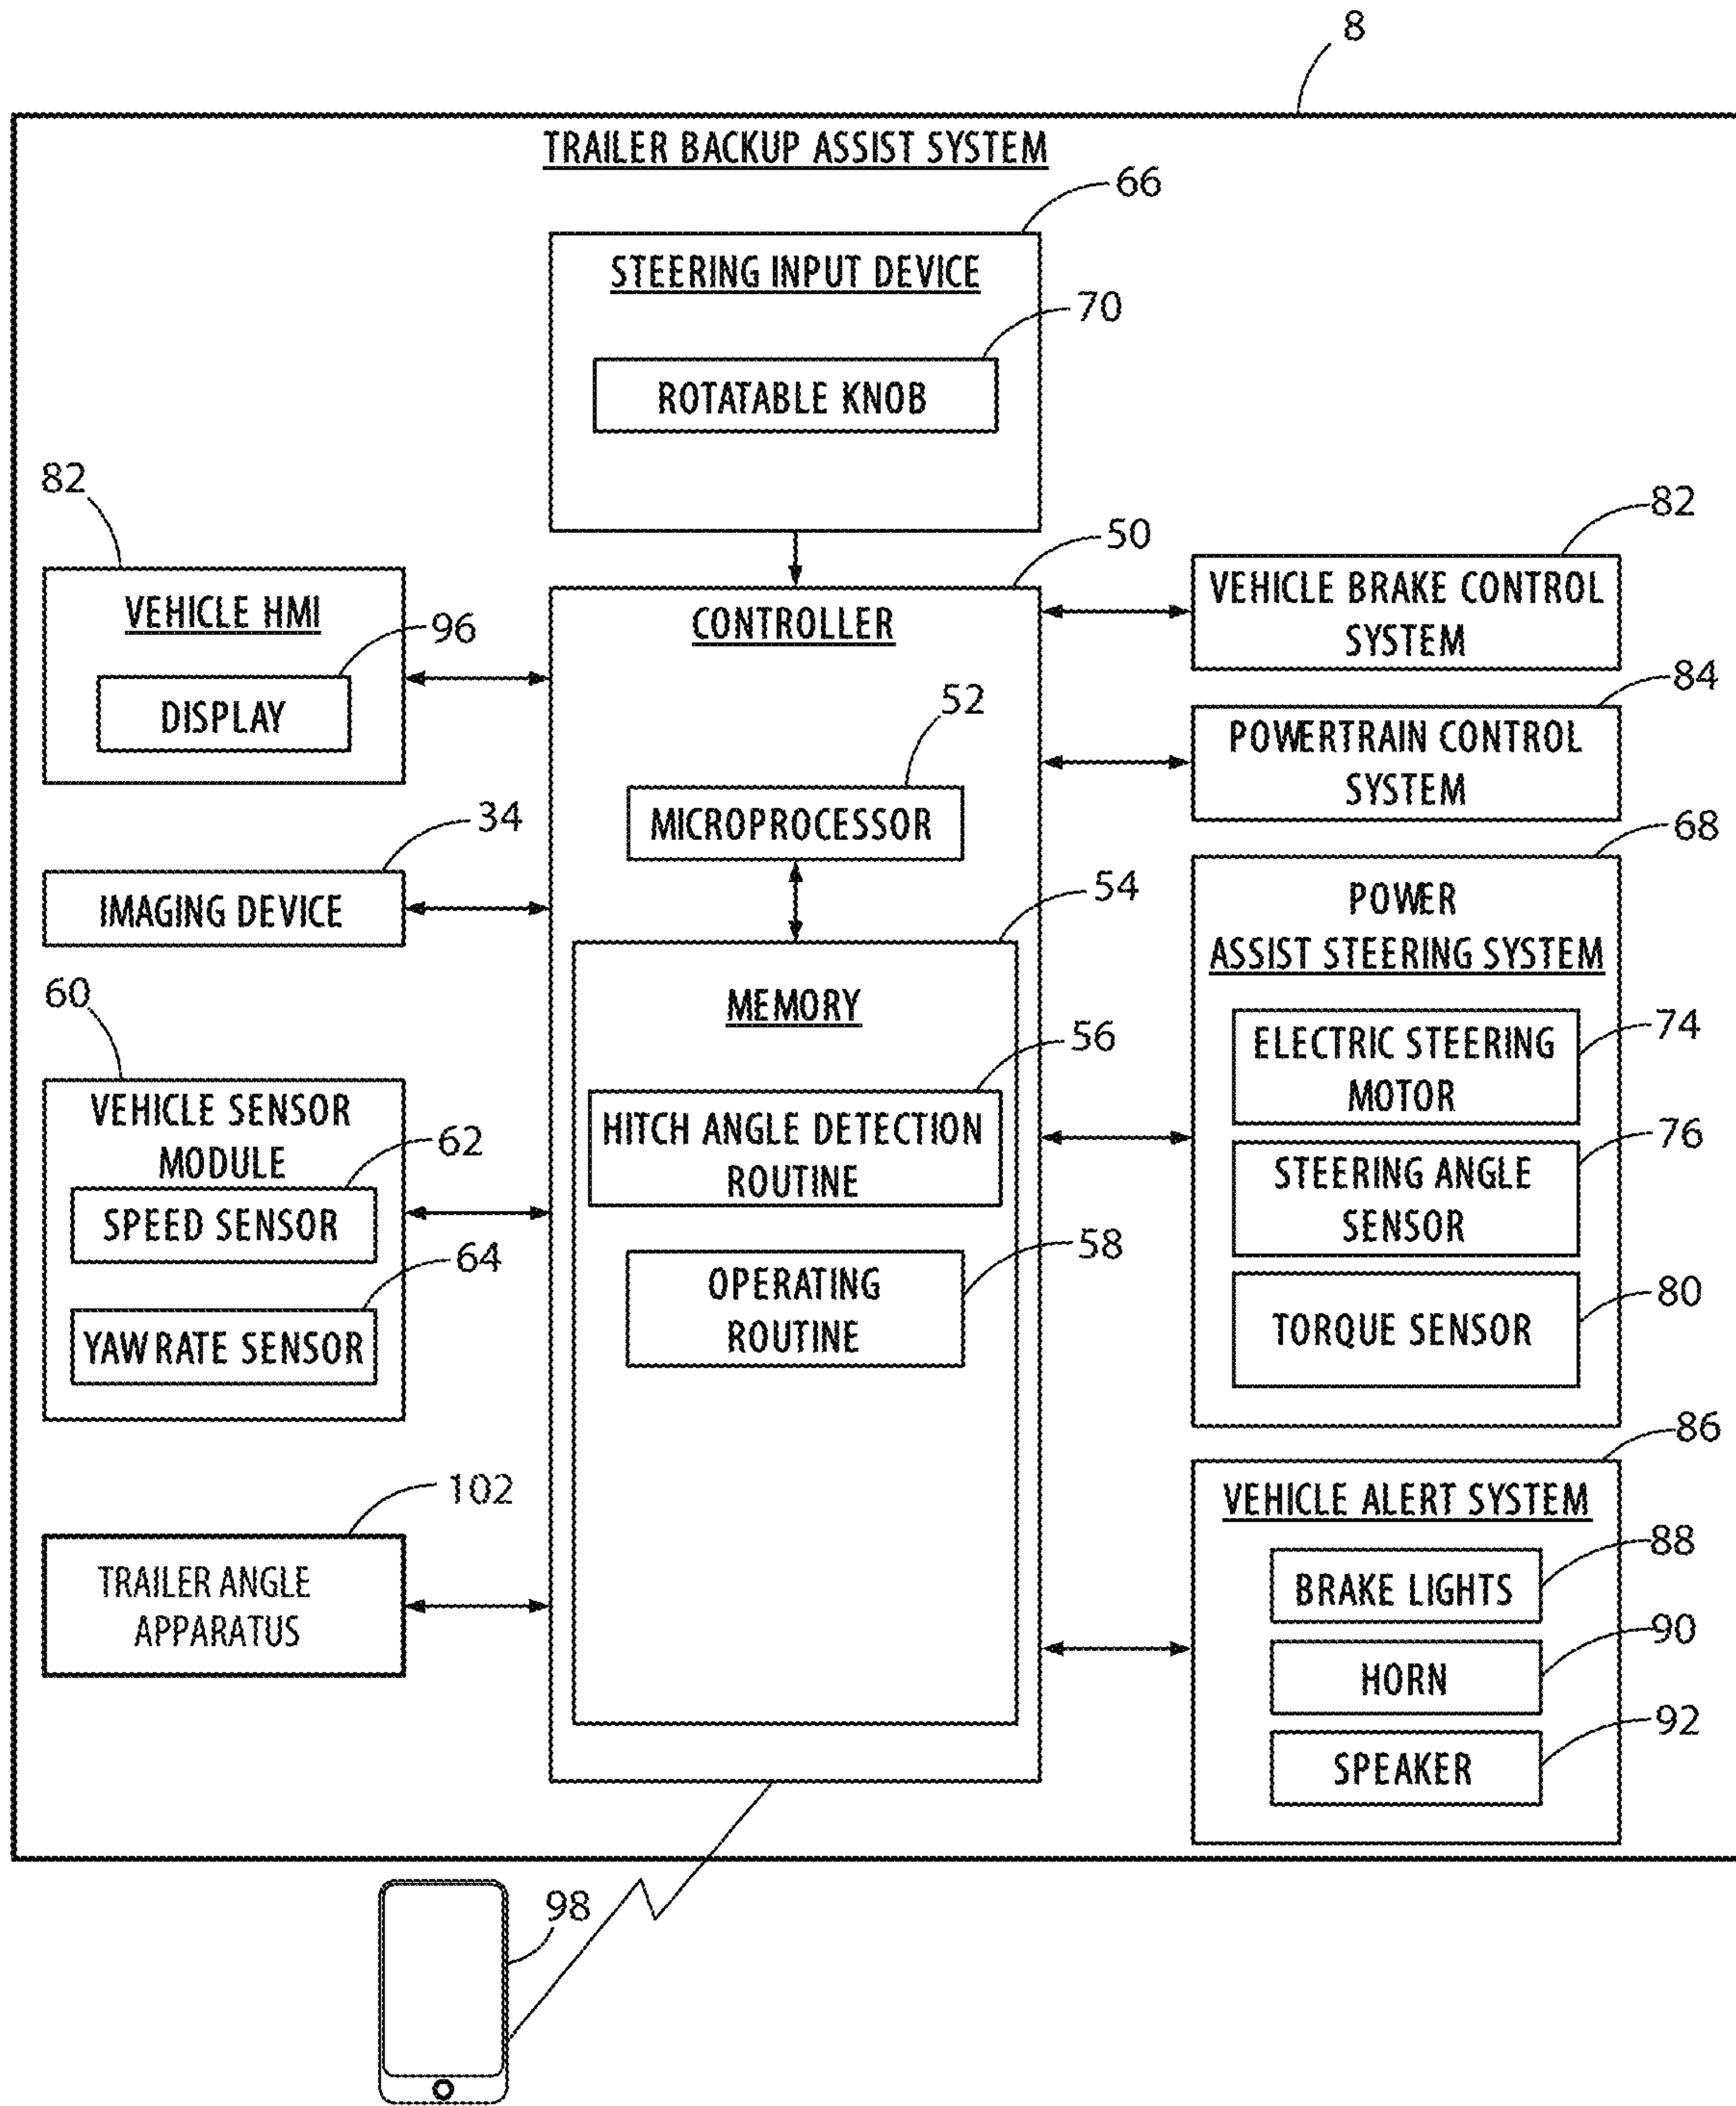 8
TRAILER BACKUP ASSIST SYSTEM
66
STEERING INPUT DEVICE
70
ROTATABLE KNOB
82
VEHICLE HMI
96
DISPLAY
34
IMAGING DEVICE
60
VEHICLE SENSOR
MODULE
62
SPEED SENSOR
64
YAW RATE SENSOR
102
TRAILER ANGLE
APPARATUS
50
CONTROLLER
52
MICROPROCESSOR
54
MEMORY
56
HITCH ANGLE DETECTION
ROUTINE
58
OPERATING
ROUTINE
82
VEHICLE BRAKE CONTROL
SYSTEM
84
POWERTRAIN CONTROL
SYSTEM
68
POWER
ASSIST STEERING SYSTEM
74
ELECTRIC STEERING
MOTOR
76
STEERING ANGLE
SENSOR
80
TORQUE SENSOR
86
VEHICLE ALERT SYSTEM
88
BRAKE LIGHTS
90
HORN
92
SPEAKER
98